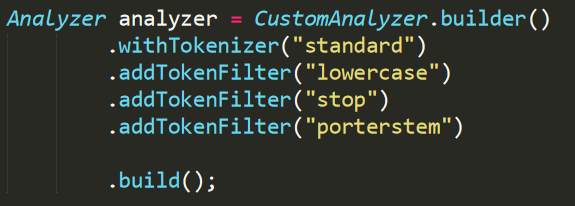 Analyzer analyzer = CustomAnalyzer.builder()
.withTokenizer("standard")
.addTokenFilter("lowercase")
.addTokenFilter("stop")
.addTokenFilter("porterstem")
.build();